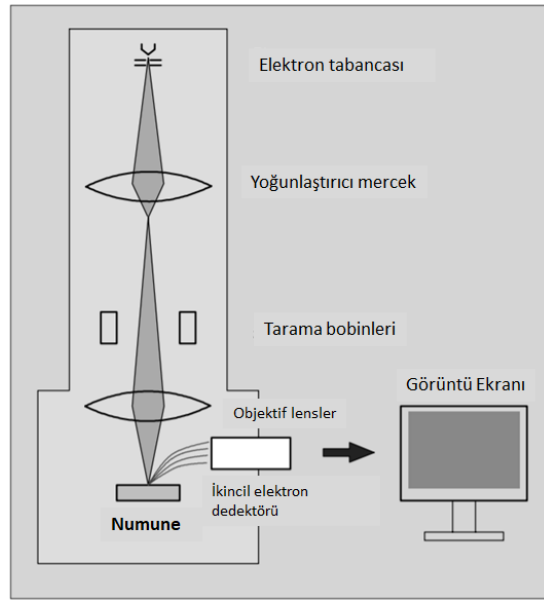 Elektron tabancası
Yoğunlaştırıcı mercek
Tarama bobinleri
Görüntü Ekranı
Objektif lensler
İkincil elektron
dedektörü
Numune